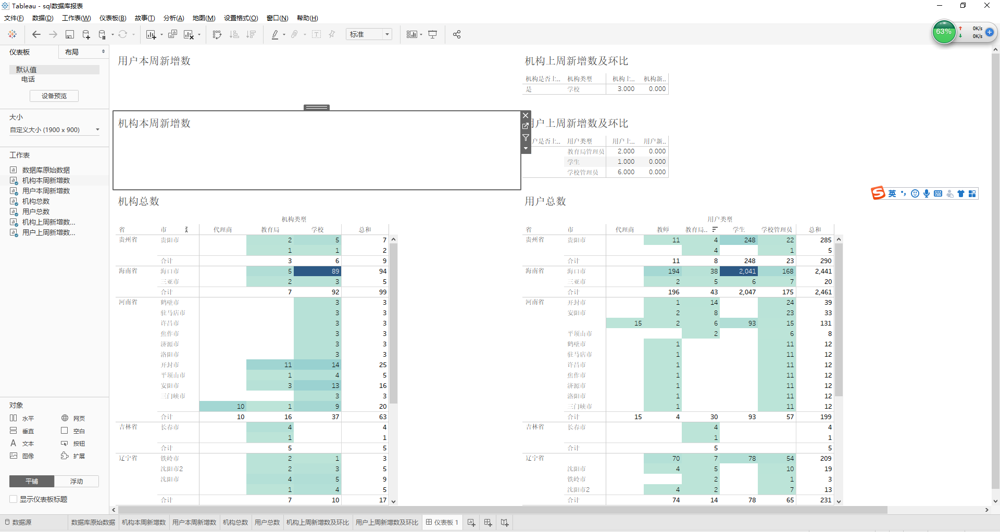 Tableau - sql数据库报表
文件(F) 数据(D) 工作表(W) 仪表板(B) 故事(T) 分析(A) 地图(M) 设置格式(O) 窗口(N) 帮助(H)
标准
63%
0K/s
0K/s
仪表板 布局
默认值
电话
设备预览
大小
自定义大小 (1900 x 900)
工作表
数据库原始数据
机构本周新增数
用户本周新增数
机构总数
用户总数
机构上周新增数...
用户上周新增数...
对象
水平 网页
垂直 空白
A 文本 按钮
图像 扩展
平铺 浮动
显示仪表板标题
用户本周新增数
机构上周新增数及环比
机构是否上.. 机构类型 机构上.. 机构新..
是 学校 3.000 0.000
机构本周新增数
用户上周新增数及环比
户是否上.. 用户类型 用户上.. 用户新..
教育局管理员 2.000 0.000
学生 1.000 0.000
学校管理员 6.000 0.000
英
机构总数
机构类型
省 市 代理商 教育局 学校 总和
贵州省 贵阳市 2 5 7
1 1 2
合计 3 6 9
海南省 海口市 5 89 94
三亚市 2 3 5
合计 7 92 99
河南省 鹤壁市 3 3
驻马店市 3 3
许昌市 3 3
焦作市 3 3
济源市 3 3
洛阳市 3 3
开封市 11 14 25
平顶山市 1 4 5
安阳市 3 13 16
三门峡市 3 3
10 1 9 20
合计 10 16 37 63
吉林省 长春市 4 4
1 1
合计 5 5
辽宁省 铁岭市 2 1 3
沈阳市2 2 3 5
沈阳市 4 5 9
1 4 5
合计 7 10 17
用户总数
用户类型
省 市 代理商 教师 教育局.. 学生 学校管理员 总和
贵州省 贵阳市 11 4 248 22 285
4 1 5
合计 11 8 248 23 290
海南省 海口市 194 38 2,041 168 2,441
三亚市 2 5 6 7 20
合计 196 43 2,047 175 2,461
河南省 开封市 1 14 24 39
安阳市 2 8 23 33
15 2 6 93 15 131
平顶山市 2 6 8
鹤壁市 1 11 12
驻马店市 1 11 12
许昌市 1 11 12
焦作市 1 11 12
济源市 1 11 12
洛阳市 1 11 12
三门峡市 1 11 12
合计 15 4 30 93 57 199
吉林省 长春市 4 4
1 1
合计 5 5
辽宁省 70 7 78 54 209
沈阳市 4 5 10 19
铁岭市 2 1 3
沈阳市2 4 2 7 13
合计 74 14 78 65 231
数据源 数据库原始数据 机构本周新增数 用户本周新增数 机构总数 用户总数 机构上周新增数及环比 用户上周新增数及环比 仪表板 1